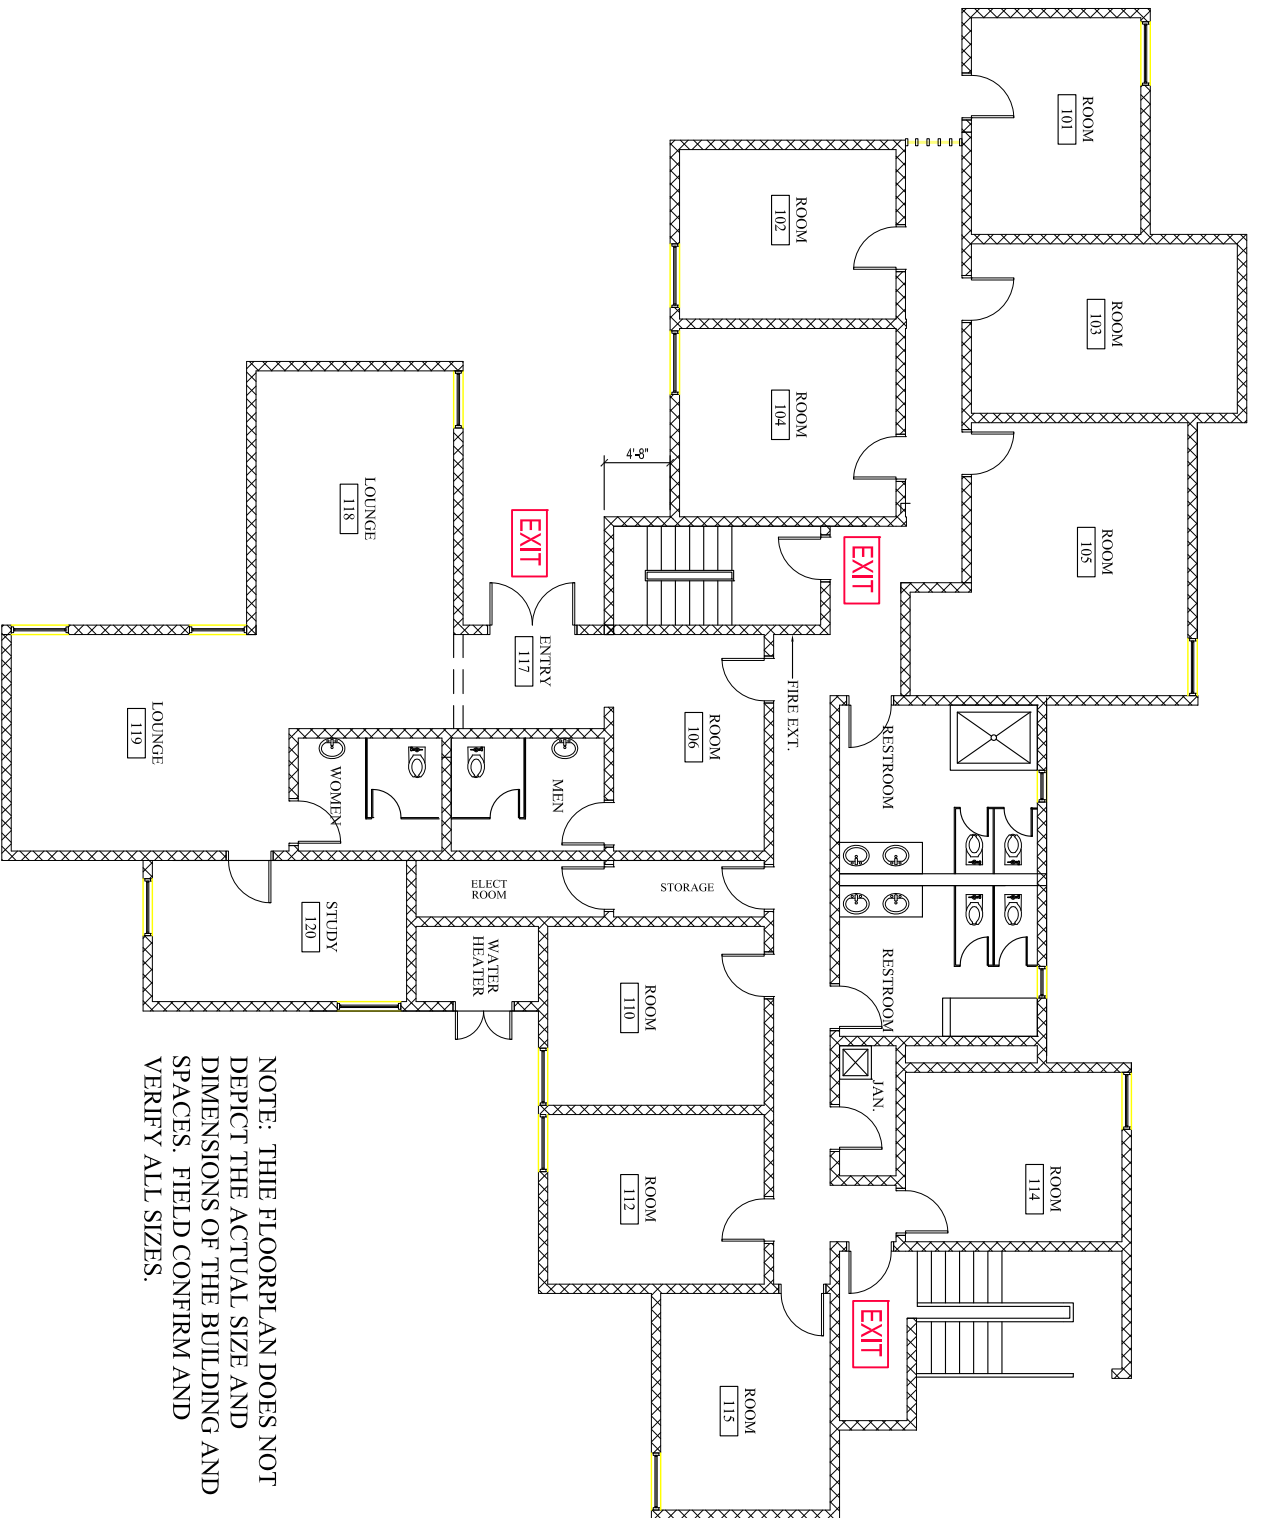 ROOM
101
ROOM
102
ROOM
103
ROOM
104
4'-8"
ROOM
105
LOUNGE
118
EXIT
EXIT
ENTRY
117
FIRE EXT.
ROOM
106
RESTROOM
LOUNGE
119
WOMEN
MEN
ELECT
ROOM
STORAGE
STUDY
120
WATER
HEATER
ROOM
110
RESTROOM
JAN.
ROOM
112
ROOM
114
EXIT
ROOM
115
NOTE: THIE FLOORPLAN DOES NOT
DEPICT THE ACTUAL SIZE AND
DIMENSIONS OF THE BUILDING AND
SPACES. FIELD CONFIRM AND
VERIFY ALL SIZES.